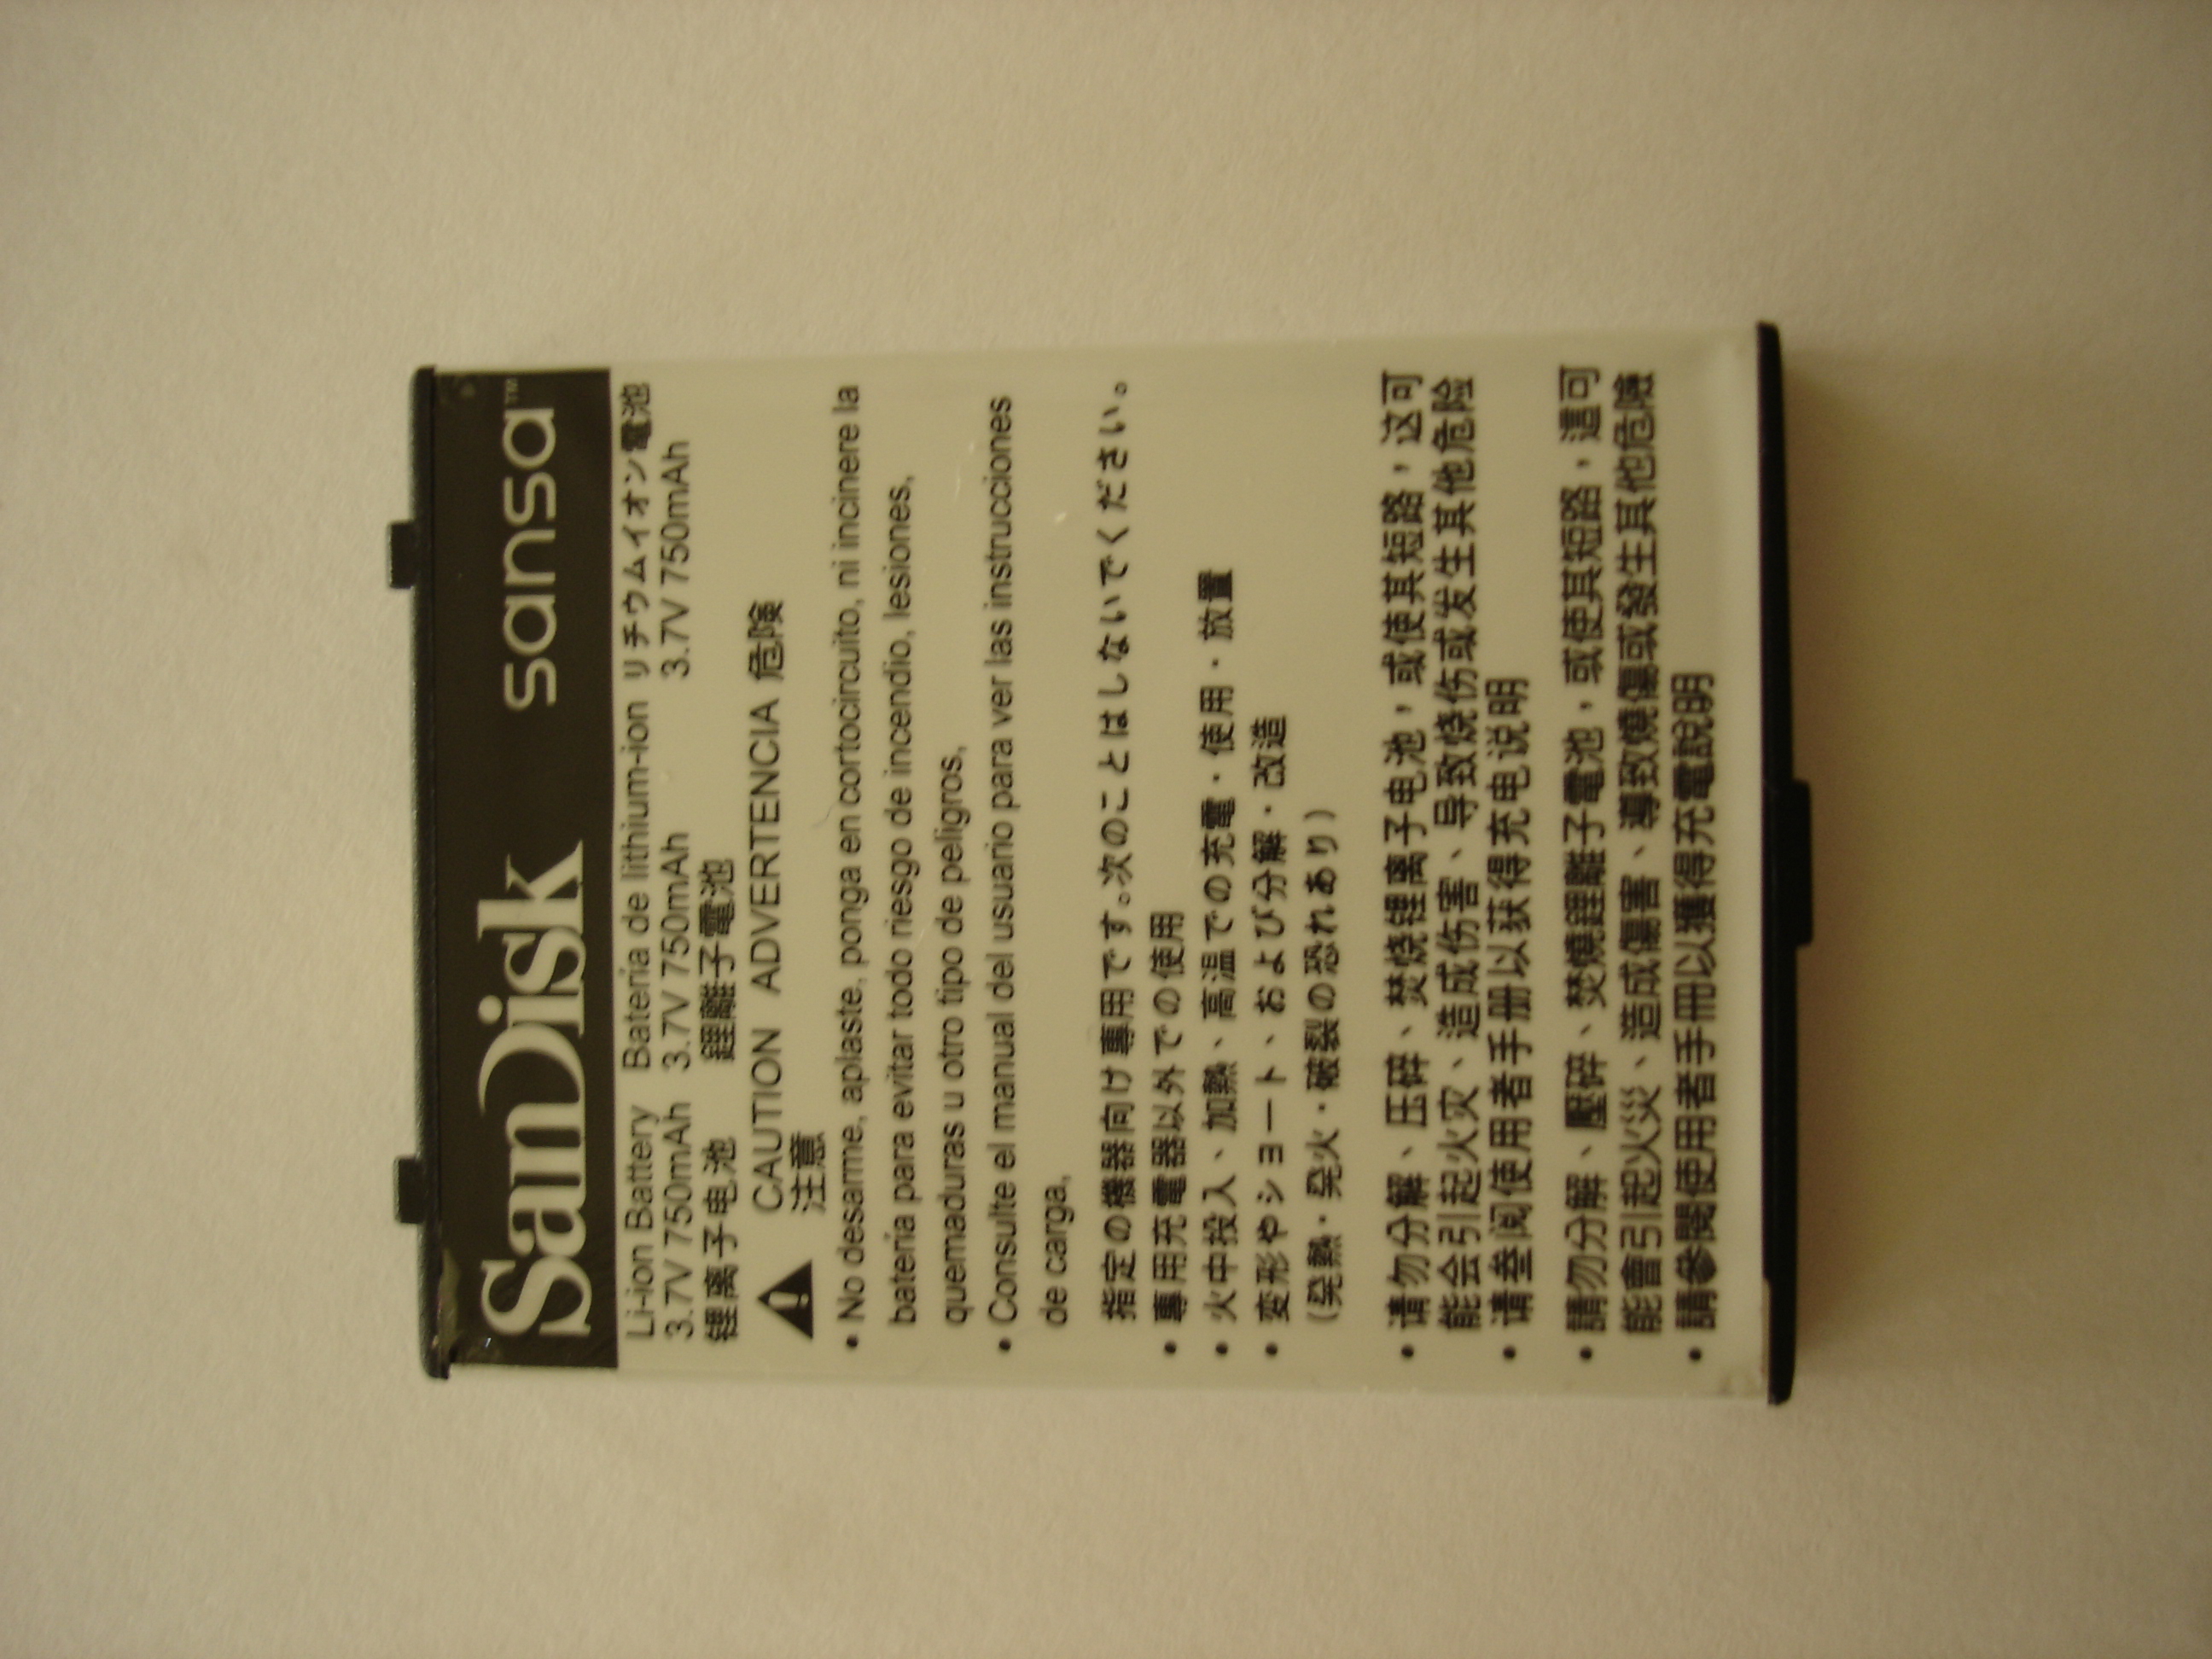 SanDisk sansa™
Li-ion Battery Batería de lithium-ion リチウムイオン電池
3.7V 750mAh 3.7V 750mAh 3.7V 750mAh
锂离子电池 鋰離子電池
CAUTION ADVERTENCIA 危険
注意
• No desarme, aplaste, ponga en cortocircuito, ni incinere la
batería para evitar todo riesgo de incendio, lesiones,
quemaduras u otro tipo de peligros.
• Consulte el manual del usuario para ver las instrucciones
de carga.
指定の機器向け専用です。次のことはしないでください。
• 専用充電器以外での使用
• 火中投入、加熱、高温での充電・使用・放置
• 変形やショート、および分解・改造
(発熱・発火・破裂の恐れあり)
• 请勿分解、压碎、焚烧锂离子电池，或使其短路，这可
能会引起火灾、造成伤害、导致烧伤或发生其他危险
• 请叁阅使用者手册以获得充电说明
• 請勿分解、壓碎、焚燒鋰離子電池，或使其短路，這可
能會引起火災、造成傷害、導致燒傷或發生其他危險
• 請參閱使用者手冊以獲得充電說明